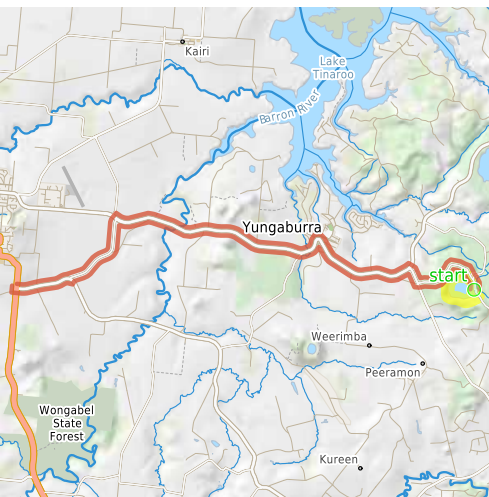 Kairi
Lake
Tinaroo
Barron River
Yungaburra
start
Weerimba
Peeramon
Wongabel
State
Forest
Kureen